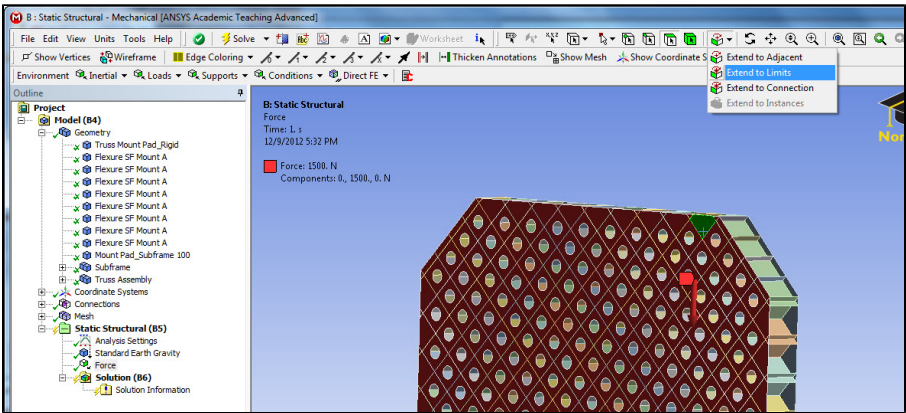 B : Static Structural - Mechanical [ANSYS Academic Teaching Advanced]
File Edit View Units Tools Help Solve Worksheet
Show Vertices Wireframe Edge Coloring Thicken Annotations Show Mesh Show Coordinate S
Extend to Adjacent
Extend to Limits
Extend to Connection
Extend to Instances
Environment Inertial Loads Supports Conditions Direct FE
Outline
Project
Model (B4)
Geometry
Truss Mount Pad_Rigid
Flexure SF Mount A
Flexure SF Mount A
Flexure SF Mount A
Flexure SF Mount A
Flexure SF Mount A
Flexure SF Mount A
Flexure SF Mount A
Flexure SF Mount A
Mount Pad_Subframe 100
Subframe
Truss Assembly
Coordinate Systems
Connections
Mesh
Static Structural (B5)
Analysis Settings
Standard Earth Gravity
Force
Solution (B6)
Solution Information
B: Static Structural
Force
Time: 1. s
12/9/2012 5:32 PM
Force: 1500. N
Components: 0., 1500., 0. N
Non